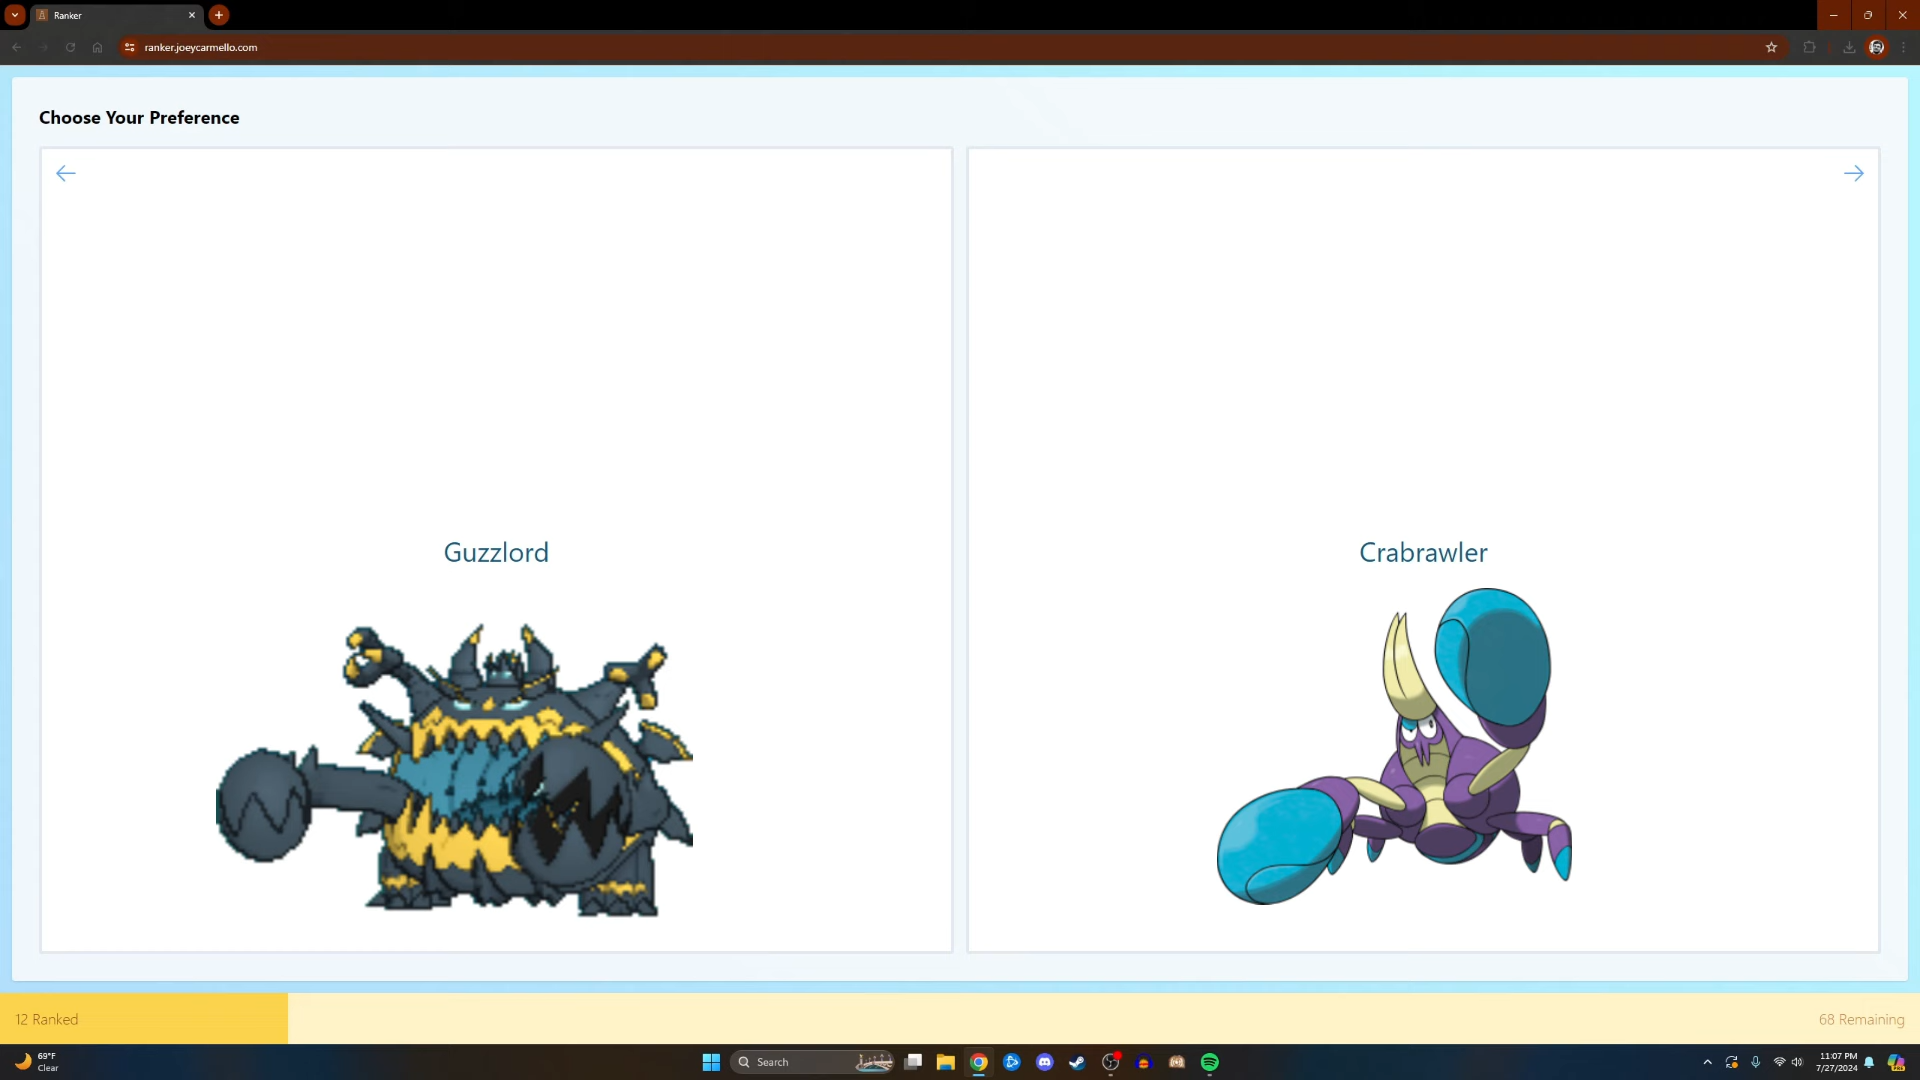 Ranker
ranker.joeycarmello.com
Choose Your Preference
Guzzlord
Crabrawler
12 Ranked
68 Remaining
69°F
Clear
Search
11:07 PM
7/27/2024